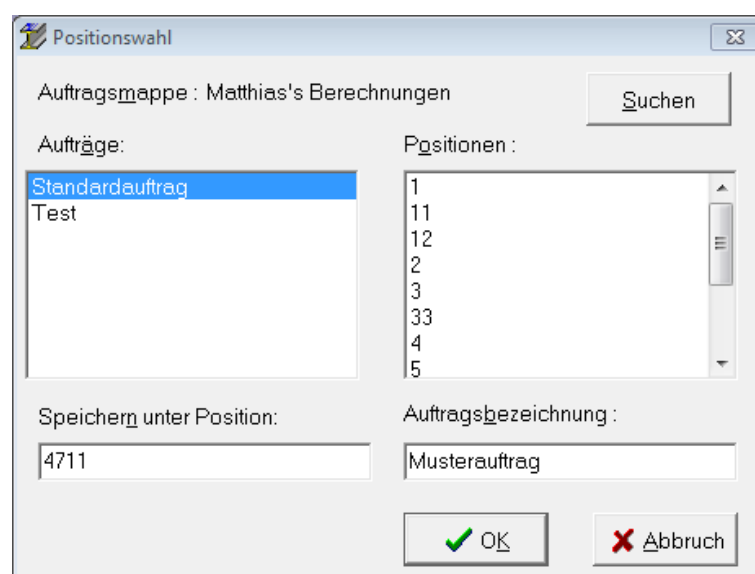 Positionswahl
Auftragsmappe : Matthias's Berechnungen
Suchen
Aufträge:
Standardauftrag
Test
Positionen :
1
11
12
2
3
33
4
5
Speichern unter Position:
4711
Auftragsbezeichnung :
Musterauftrag
OK
Abbruch